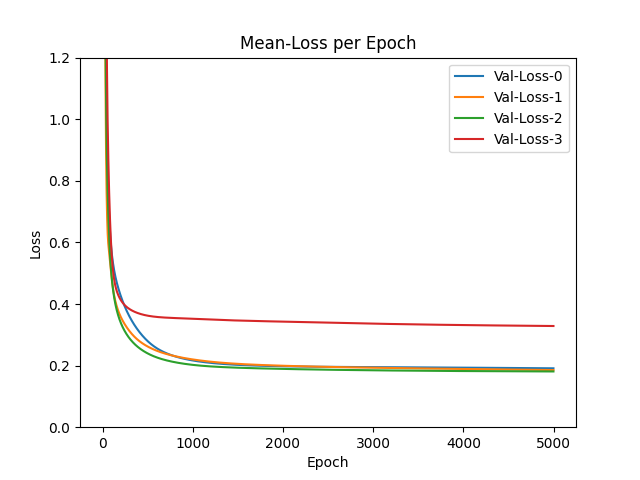 Mean-Loss per Epoch
1.2
1.0
0.8
0.6
0.4
0.2
0.0
Loss
Val-Loss-0
Val-Loss-1
Val-Loss-2
Val-Loss-3
0 1000 2000 3000 4000 5000
Epoch